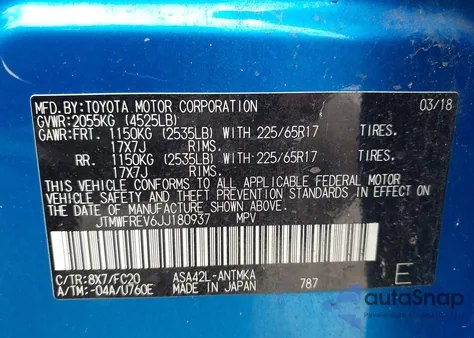 MFD.BY:TOYOTA MOTOR CORPORATION 03/18
GVWR:2055KG (4525LB)
GAWR:FRT. 1150KG (2535LB) WITH 225/65R17 TIRES.
17X7J RIMS.
RR. 1150KG (2535LB) WITH 225/65R17 TIRES.
17X7J RIMS.
THIS VEHICLE CONFORMS TO ALL APPLICABLE FEDERAL MOTOR
VEHICLE SAFETY AND THEFT PREVENTION STANDARDS IN EFFECT ON
THE DATE OF MANUFACTURE SHOWN ABOVE.
JTMWFREV6JJ180937 MPV
C/TR:8X7/FC20 ASA42L-ANTMKA
A/TM:-04A/U760E MADE IN JAPAN 787 E
autoSnap